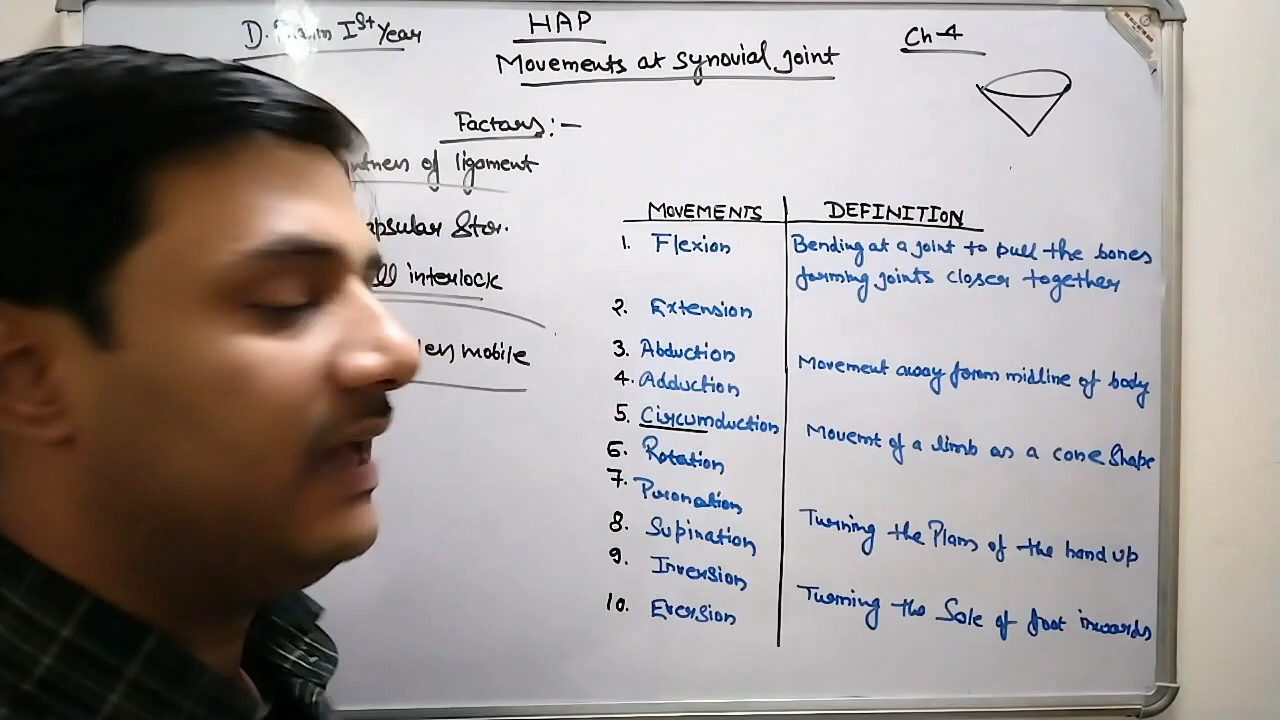 D. Ist Year
HAP
Ch-4
Movements at synovial joint
Factors:-
of ligament
interlock
mobile
MOVEMENTS DEFINITION
1. Flexion Bending at a joint to pull the bones
forming joints closer together
2. Extension
3. Abduction Movement away form midline of body
4. Adduction
5. Circumduction Movemt of a limb as a cone shape
6. Rotation
7. Puronation
8. Supination Turning the Plam of the hand up
9. Inversion
10. Eversion Turning the Sole of foot inwards